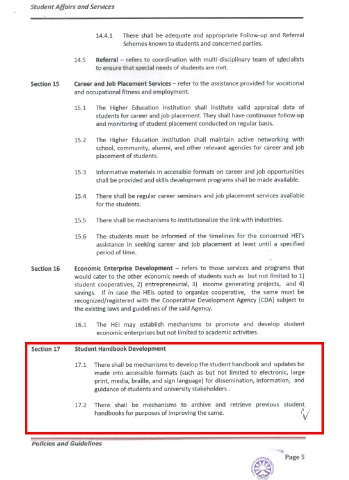 Student Affairs and Services
14.4.1 There shall be adequate and appropriate Follow-up and Referral
Schemes known to students and concerned parties.
14.5 Referral – refers to coordination with multi-disciplinary team of specialists
to ensure that special needs of students are met.
Section 15 Career and Job Placement Services – refer to the assistance provided for vocational
and occupational fitness and employment.
15.1 The Higher Education Institution shall institute valid appraisal data of
students for career and job placement. They shall have continuous follow-up
and monitoring of student placement conducted on regular basis.
15.2 The Higher Education Institution shall maintain active networking with
school, community, alumni, and other relevant agencies for career and job
placement of students.
15.3 Informative materials in accessible formats on career and job opportunities
shall be provided and skills development programs shall be made available.
15.4 There shall be regular career seminars and job placement services available
for the students.
15.5 There shall be mechanisms to institutionalize the link with industries.
15.6 The students must be informed of the timelines for the concerned HEI's
assistance in seeking career and job placement at least until a specified
period of time.
Section 16 Economic Enterprise Development – refers to those services and programs that
would cater to the other economic needs of students such as but not limited to 1)
student cooperatives, 2) entrepreneurial, 3) income generating projects, and 4)
savings. If in case the HEIs opted to organize cooperative, the same must be
recognized/registered with the Cooperative Development Agency (CDA) subject to
the existing laws and guidelines of the said Agency.
16.1 The HEI may establish mechanisms to promote and develop student
economic enterprises but not limited to academic activities.
Section 17 Student Handbook Development
17.1 There shall be mechanisms to develop the student handbook and updates be
made into accessible formats (such as but not limited to electronic, large
print, media, braille, and sign language) for dissemination, information, and
guidance of students and university stakeholders .
17.2 There shall be mechanisms to archive and retrieve previous student
handbooks for purposes of improving the same.
Policies and Guidelines
Page 5